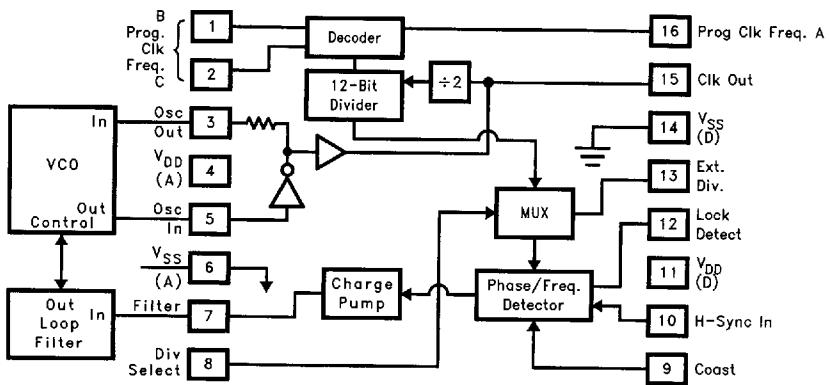 B
Prog.
Clk
Freq.
C
1
2
Decoder
16
Prog Clk Freq. A
12-Bit
Divider
÷2
15
Clk Out
In
VCO
Out
Control
Osc
Out
3
VDD
(A)
4
Osc
In
5
14
VSS
(D)
13
Ext.
Div.
MUX
12
Lock
Detect
VSS
(A)
6
11
VDD
(D)
Out
In
Loop
Filter
Filter
7
Charge
Pump
Phase/Freq.
Detector
10
H-Sync In
Div
Select
8
9
Coast